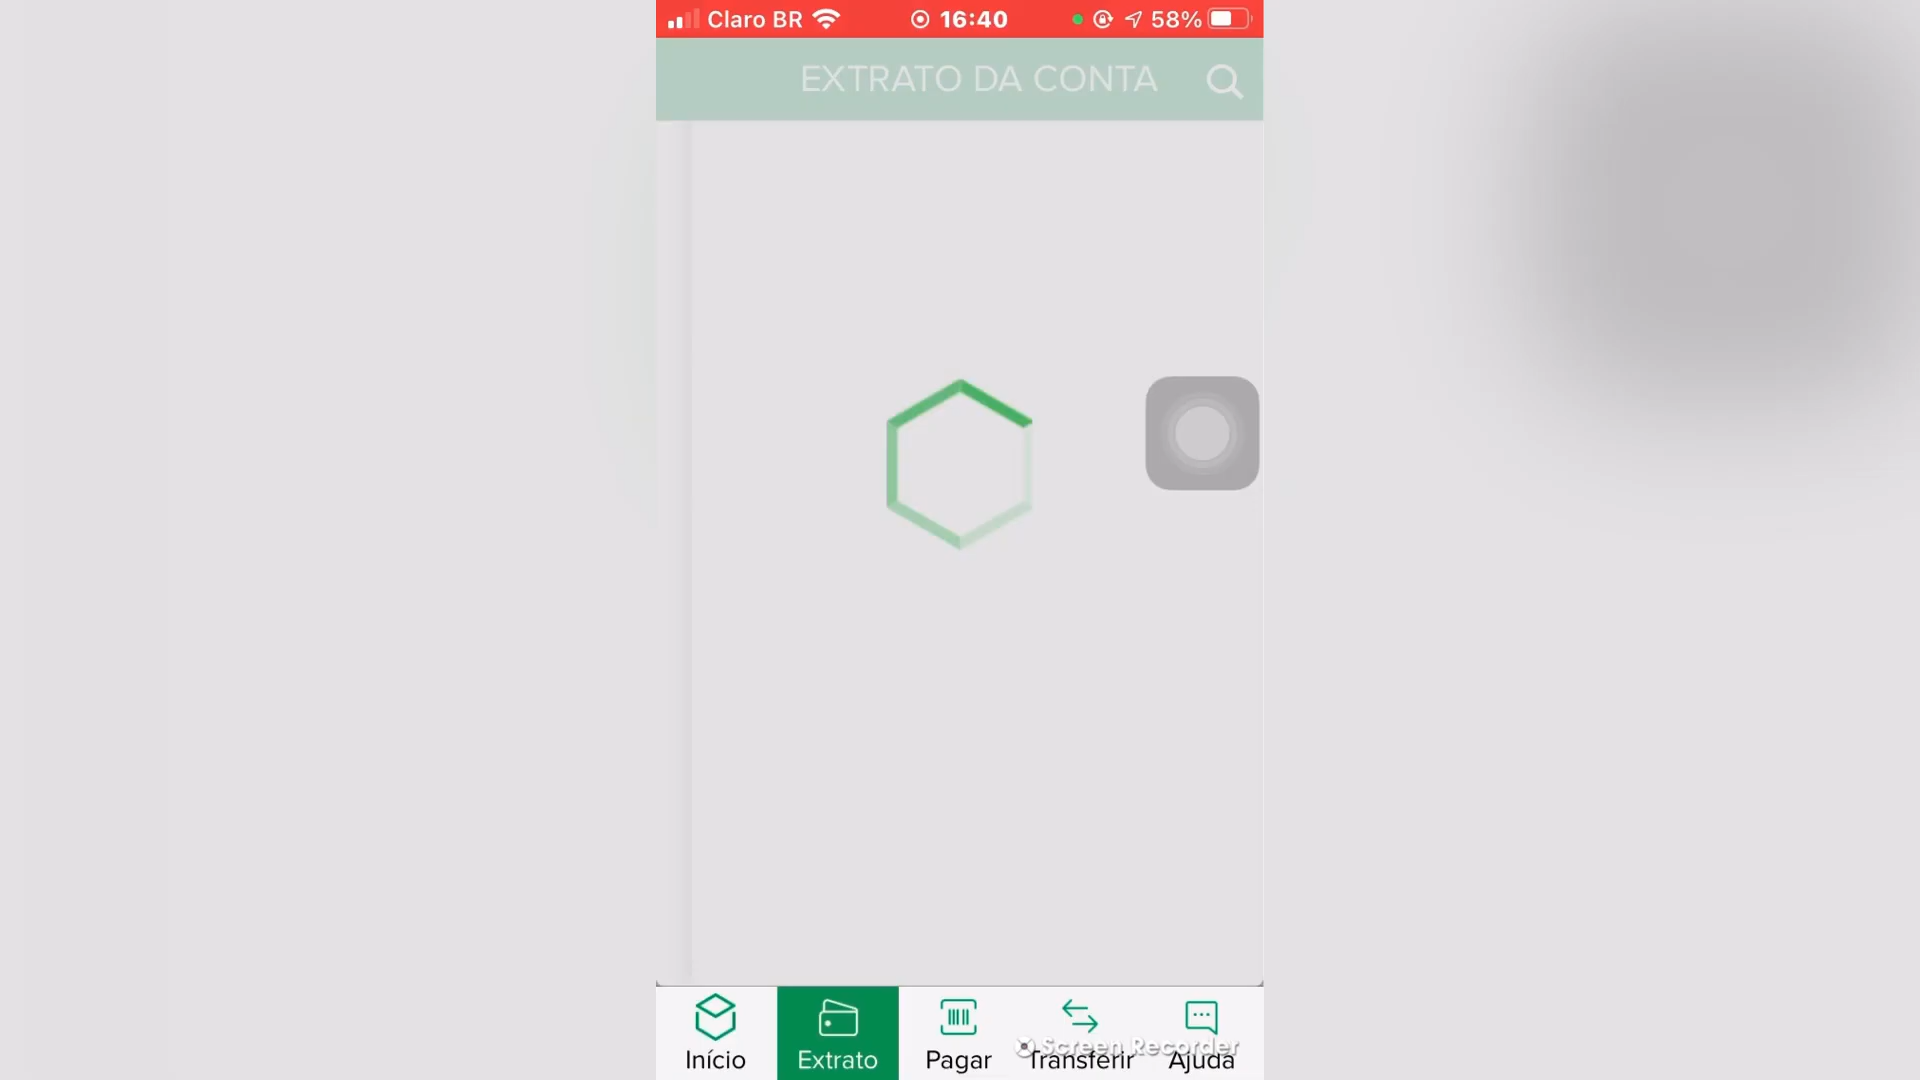 Claro BR 16:40 58%
EXTRATO DA CONTA
Início Extrato Pagar Transferir Ajuda
Screen Recorder